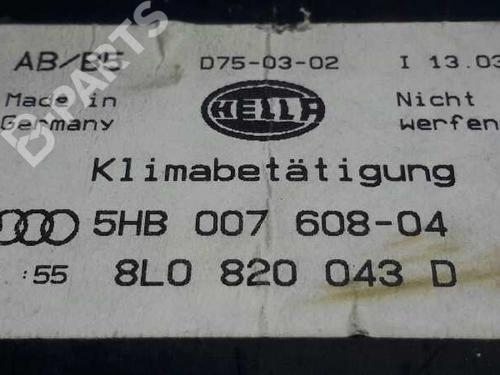 AB/B5 D75-03-02 I 13.03
Made in HELLA Nicht
Germany werfen
Klimabetätigung
5HB 007 608-04
:55 8L0 820 043 D
B-PARTS